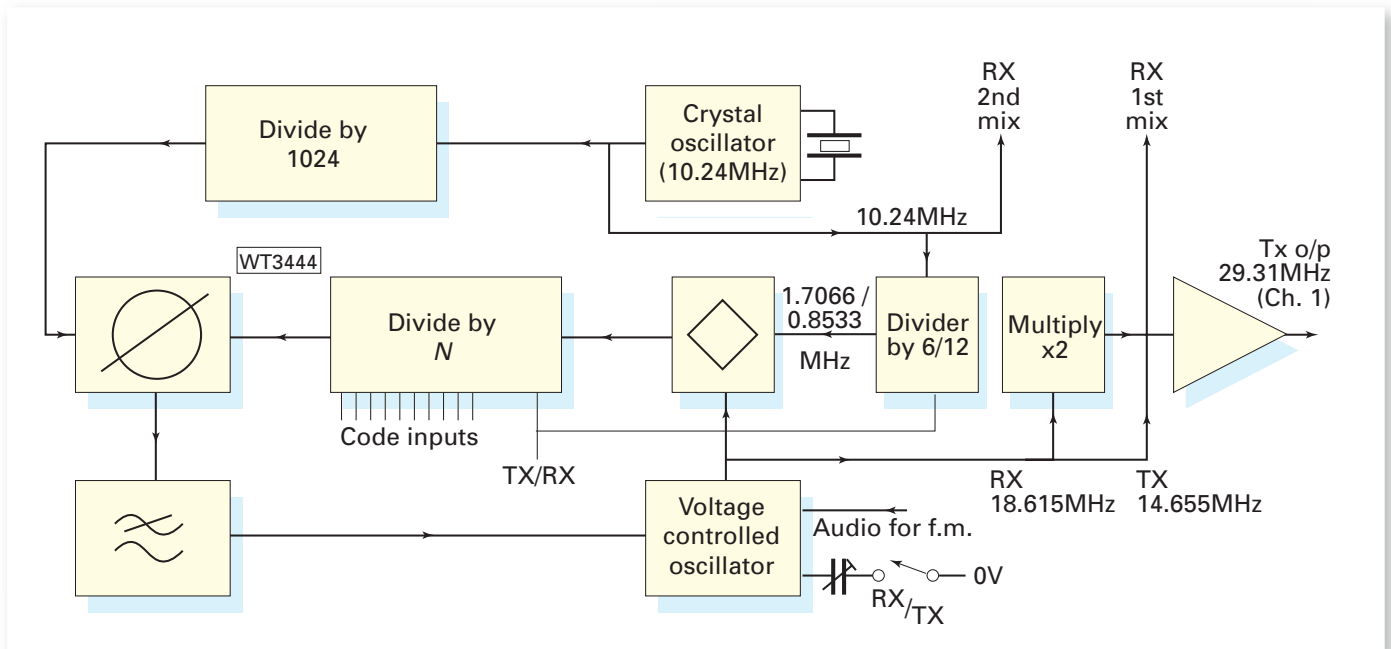 RX
2nd
mix
RX
1st
mix
Divide by
1024
Crystal
oscillator
(10.24MHz)
10.24MHz
Tx o/p
29.31MHz
(Ch. 1)
WT3444
Divide by
N
1.7066 /
0.8533
MHz
Divider
by 6/12
Multiply
x2
Code inputs
TX/RX
RX
18.615MHz
TX
14.655MHz
Voltage
controlled
oscillator
Audio for f.m.
0V
RX/TX